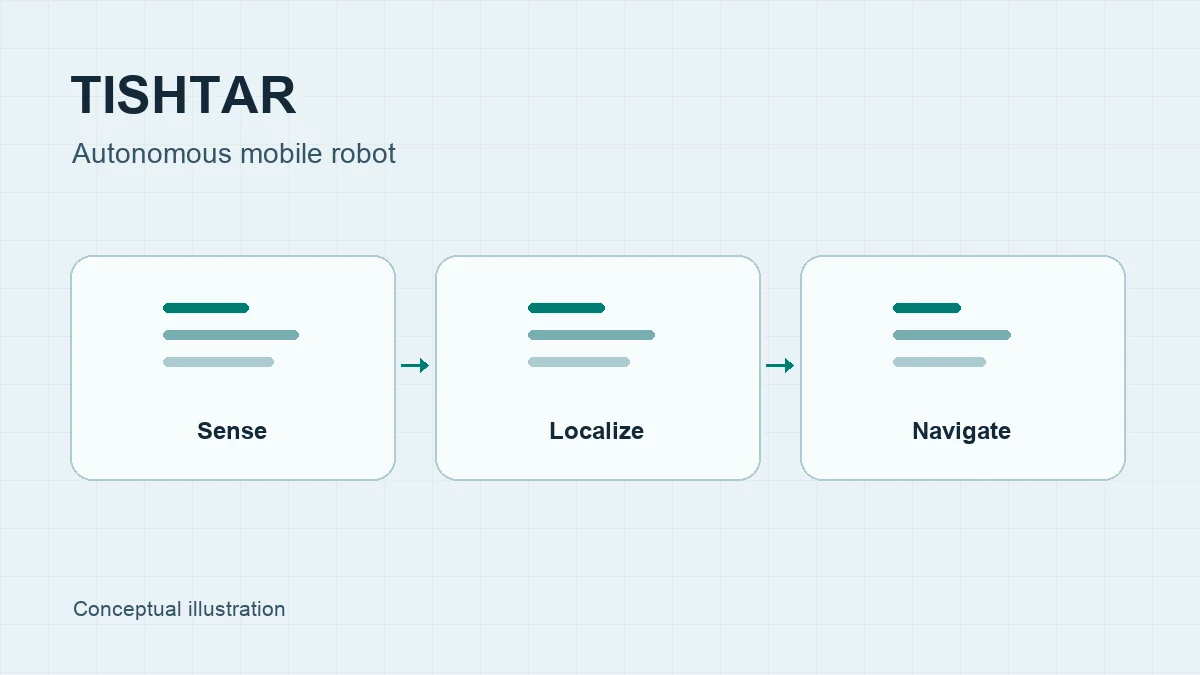 TISHTAR
Autonomous mobile robot
Sense
Localize
Navigate
Conceptual illustration